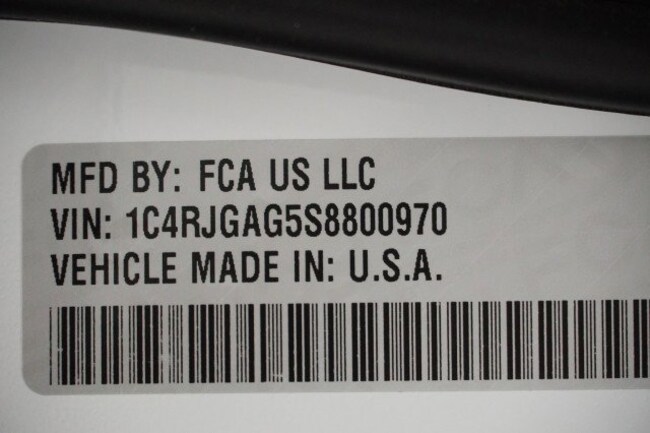 MFD BY: FCA US LLC
VIN: 1C4RJGAG5S8800970
VEHICLE MADE IN: U.S.A.